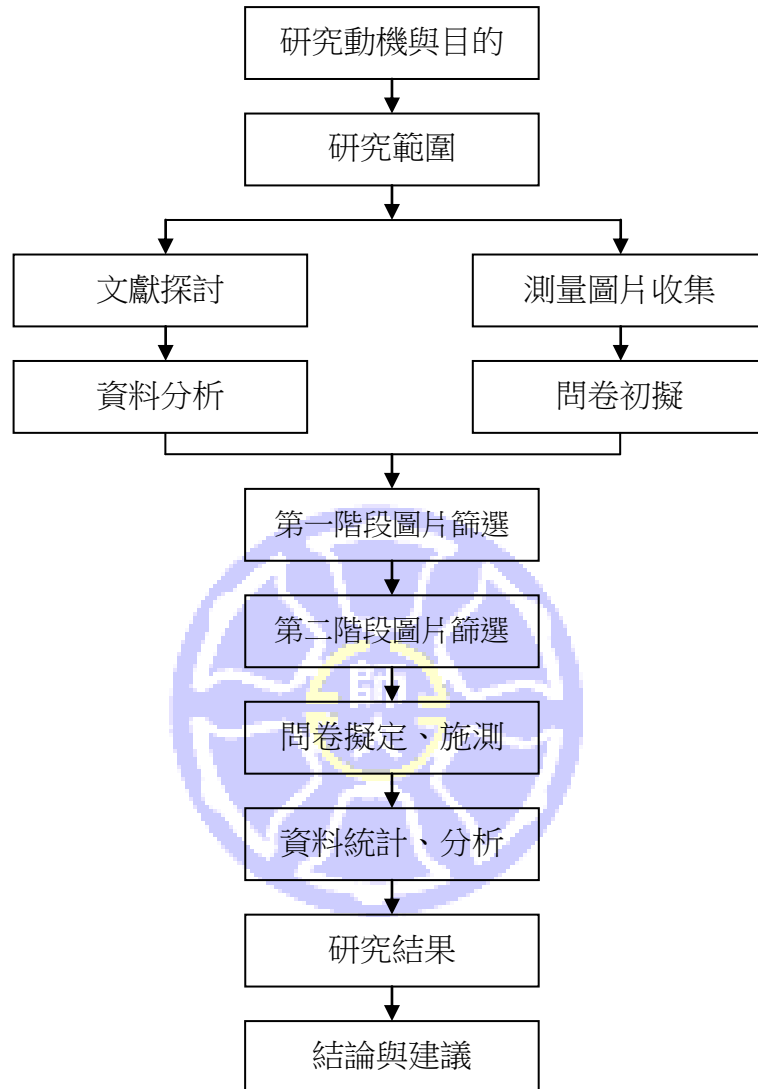 研究動機與目的
研究範圍
文獻探討
測量圖片收集
資料分析
問卷初擬
第一階段圖片篩選
第二階段圖片篩選
師大
問卷擬定、施測
資料統計、分析
研究結果
結論與建議